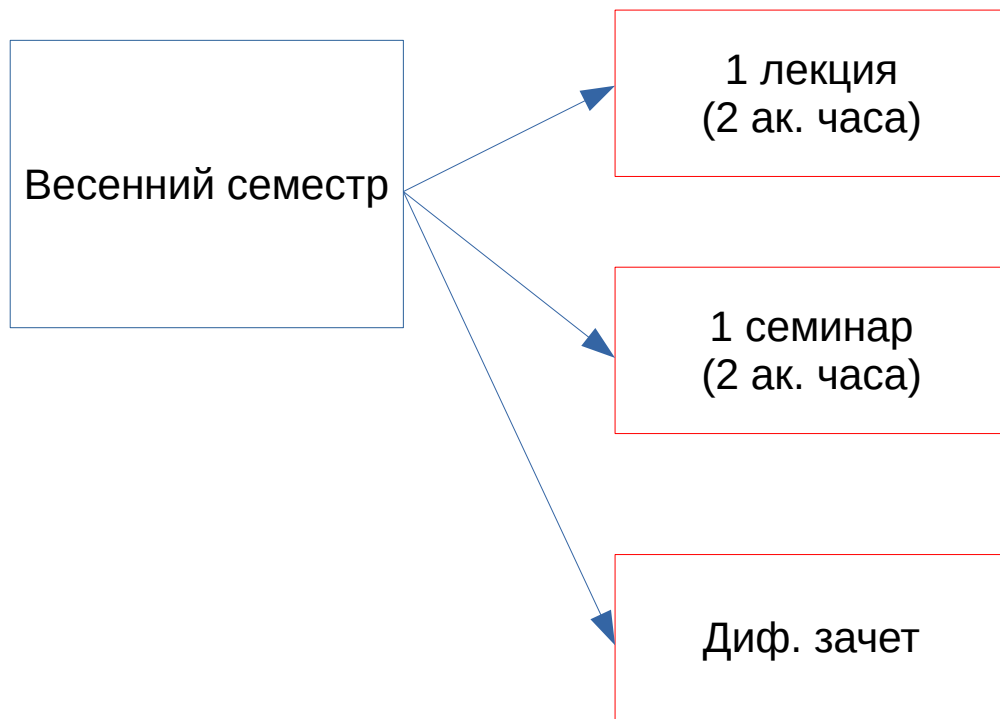 Весенний семестр
1 лекция
(2 ак. часа)
1 семинар
(2 ак. часа)
Диф. зачет